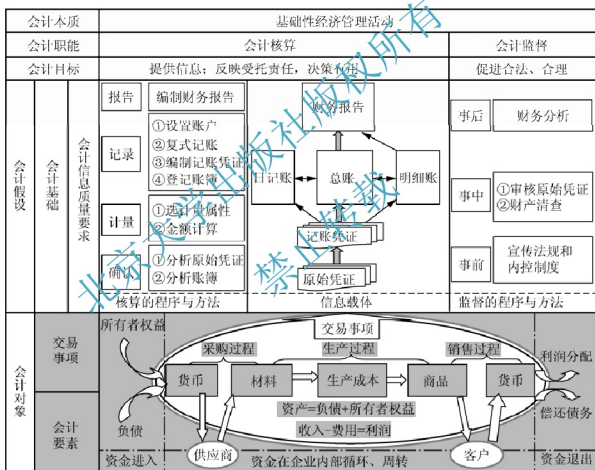 会计本质 基础性经济管理活动
会计职能 会计核算 会计监督
会计目标 提供信息：反映受托责任，决策有用 促进合法、合理
会计假设
会计基础
会计信息质量要求
报告 编制财务报告
记录
①设置账户
②复式记账
③编制记账凭证
④登记账簿
计量
①选计量属性
②金额计算
确认
①分析原始凭证
②分析账簿
财务报告
日记账 总账 明细账
记账凭证
原始凭证
事后 财务分析
事中
①审核原始凭证
②财产清查
事前
宣传法规和
内控制度
核算的程序与方法 信息载体 监督的程序与方法
会计对象
交易
事项
会计
要素
所有者权益
负债
交易事项
采购过程 生产过程 销售过程
货币 材料 生产成本 商品 货币
资产=负债+所有者权益
收入-费用=利润
利润分配
偿还债务
供应商 客户
资金进入 资金在企业内部循环、周转 资金退出
北京大学出版社版权所有
禁止转载